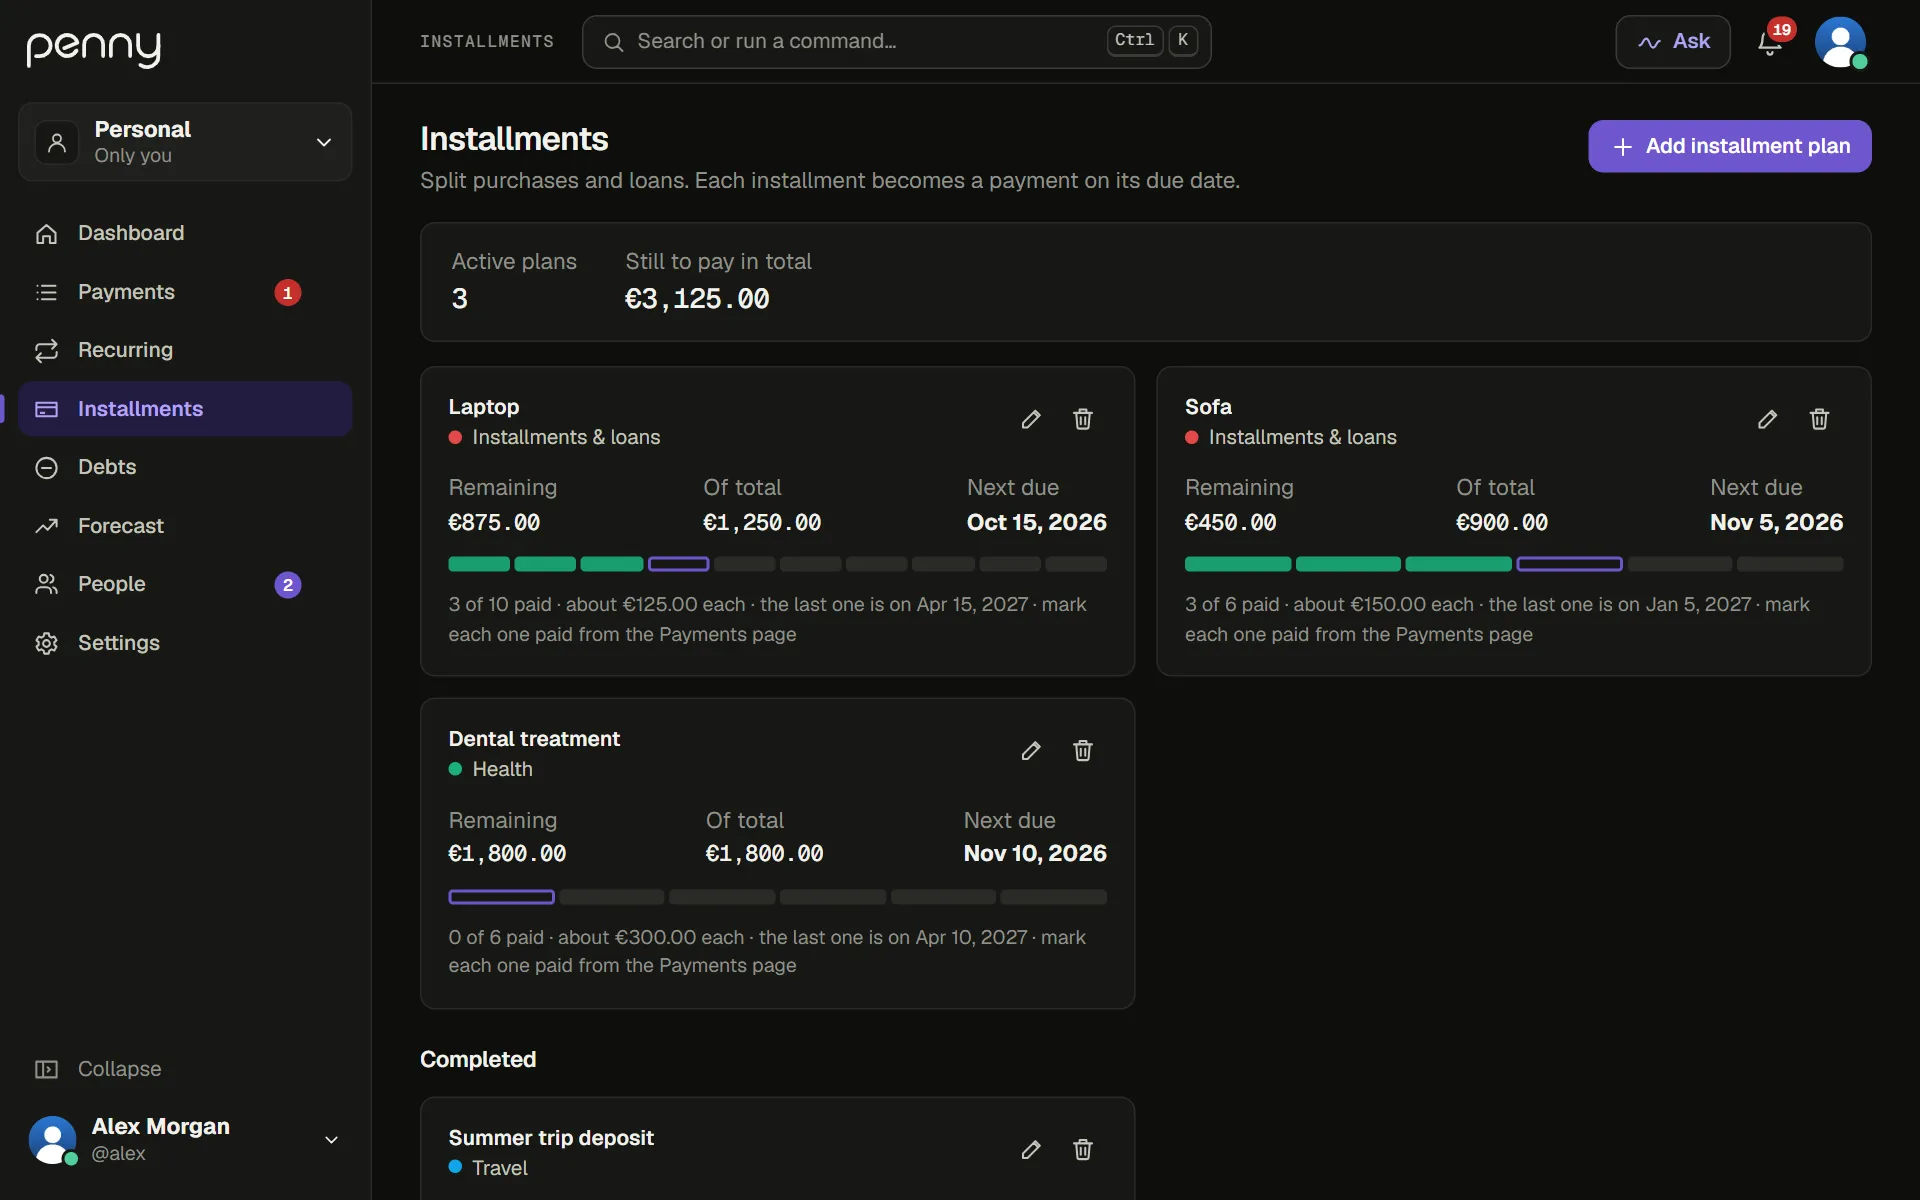 penny
INSTALLMENTS
Search or run a command...
Ctrl K
Ask
19
Personal
Only you
Dashboard
Payments
1
Recurring
Installments
Debts
Forecast
People
2
Settings
Collapse
Alex Morgan
@alex
Installments
Split purchases and loans. Each installment becomes a payment on its due date.
Add installment plan
Active plans
3
Still to pay in total
€3,125.00
Laptop
Installments & loans
Remaining
€875.00
Of total
€1,250.00
Next due
Oct 15, 2026
3 of 10 paid · about €125.00 each · the last one is on Apr 15, 2027 · mark
each one paid from the Payments page
Sofa
Installments & loans
Remaining
€450.00
Of total
€900.00
Next due
Nov 5, 2026
3 of 6 paid · about €150.00 each · the last one is on Jan 5, 2027 · mark
each one paid from the Payments page
Dental treatment
Health
Remaining
€1,800.00
Of total
€1,800.00
Next due
Nov 10, 2026
0 of 6 paid · about €300.00 each · the last one is on Apr 10, 2027 · mark
each one paid from the Payments page
Completed
Summer trip deposit
Travel